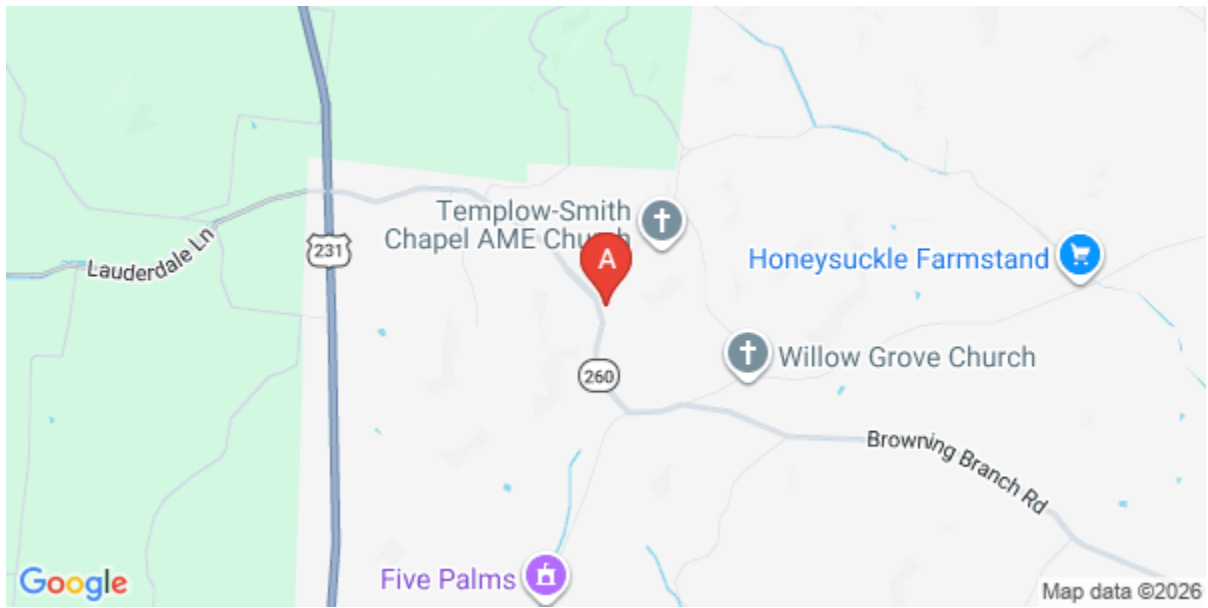 Templow-Smith
Chapel AME Church
A
231
Lauderdale Ln
Honeysuckle Farmstand
Willow Grove Church
260
Browning Branch Rd
Five Palms
Google
Map data ©2026